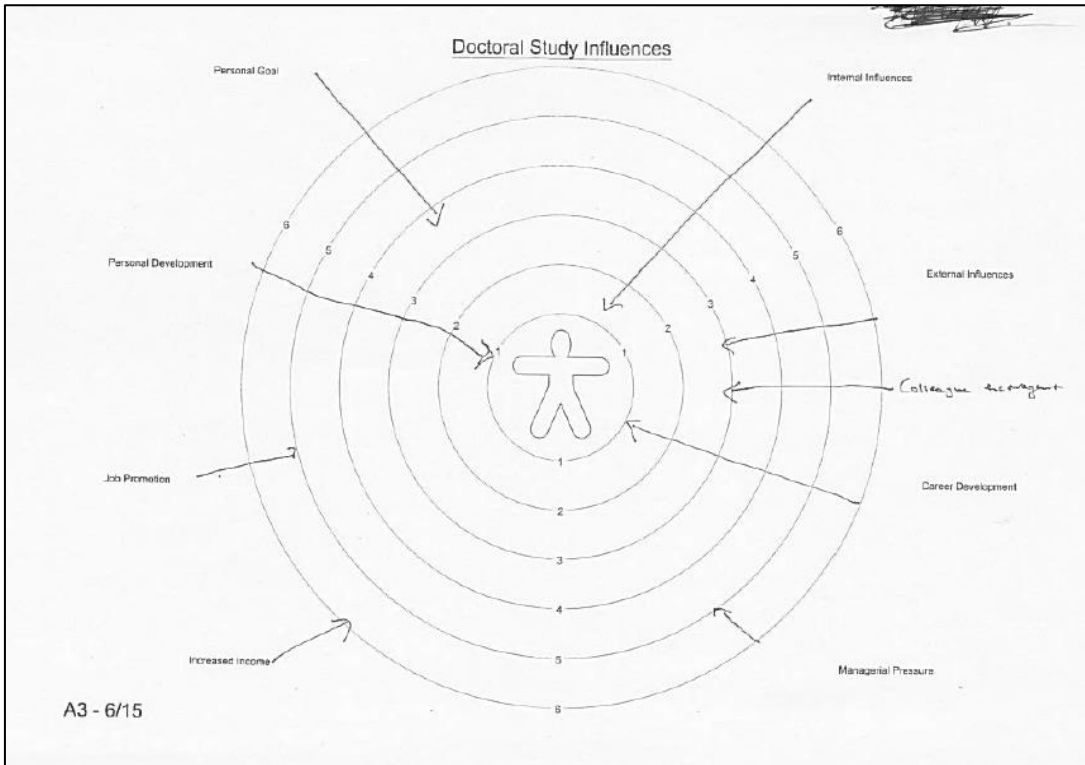 Doctoral Study Influences
Personal Goal
Internal Influences
6
6
5
5
Personal Development
4
4
External Influences
3
3
2
2
1
1
Colleague
Job Promotion
1
Career Development
2
3
4
5
Increased Income
Managerial Pressure
6
A3 - 6/15